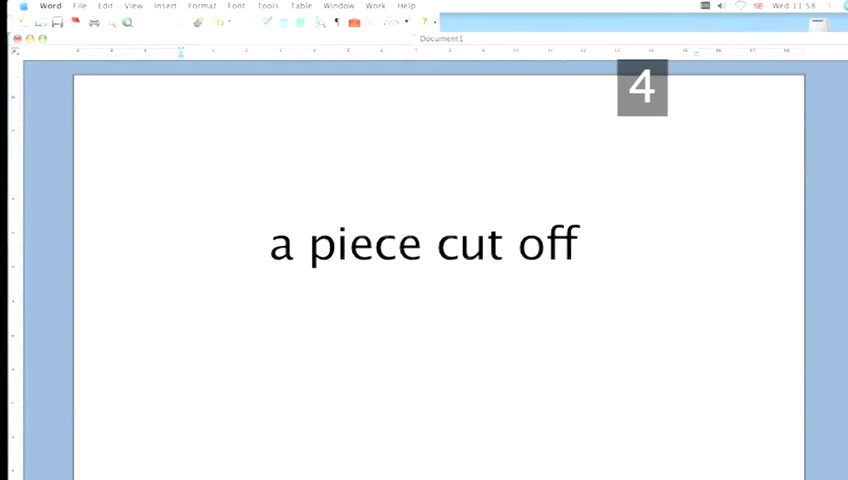 Word File Edit View Insert Format Font Tools Table Window Work Help Wed 11 58
Document1
4
a piece cut off